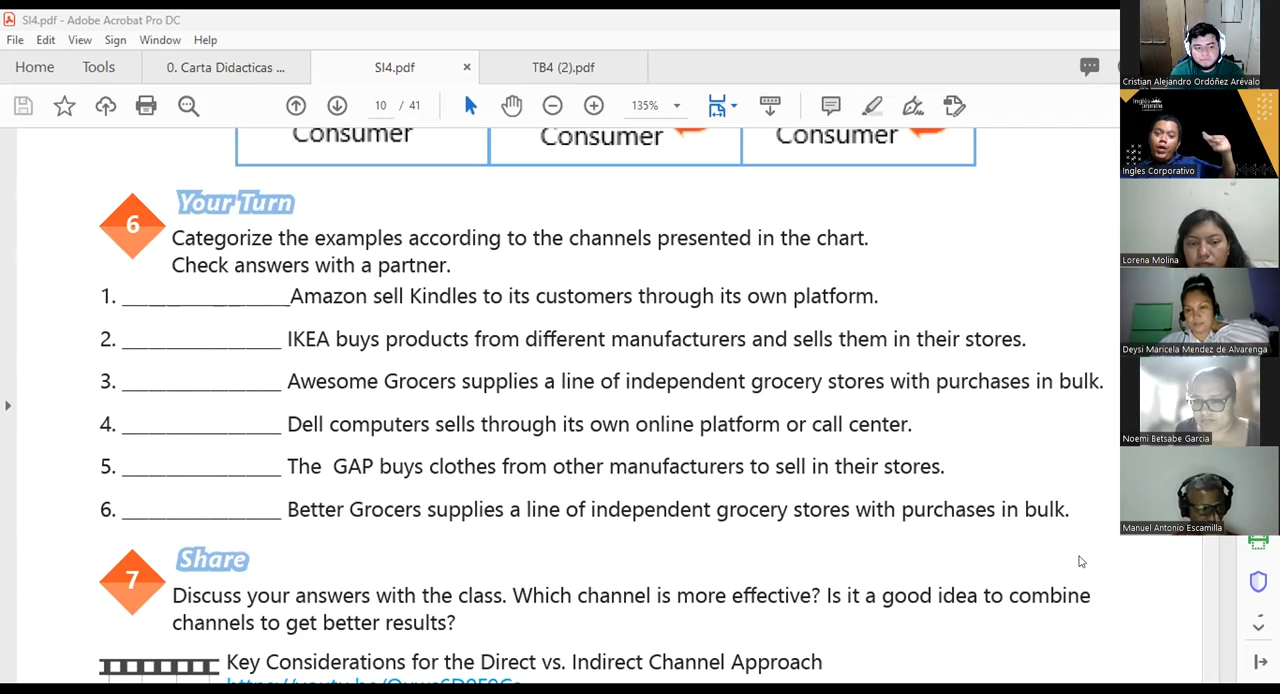 SI4.pdf - Adobe Acrobat Pro DC
File Edit View Sign Window Help
Home Tools 0. Carta Didacticas ... SI4.pdf × TB4 (2).pdf
10 / 41 135%
Consumer Consumer Consumer
6 Your Turn
Categorize the examples according to the channels presented in the chart.
Check answers with a partner.
1. _________________Amazon sell Kindles to its customers through its own platform.
2. ________________ IKEA buys products from different manufacturers and sells them in their stores.
3. ________________ Awesome Grocers supplies a line of independent grocery stores with purchases in bulk.
4. ________________ Dell computers sells through its own online platform or call center.
5. ________________ The GAP buys clothes from other manufacturers to sell in their stores.
6. ________________ Better Grocers supplies a line of independent grocery stores with purchases in bulk.
7 Share
Discuss your answers with the class. Which channel is more effective? Is it a good idea to combine
channels to get better results?
Key Considerations for the Direct vs. Indirect Channel Approach
Cristian Alejandro Ordóñez Arévalo
Ingles Corporativo
Lorena Molina
Deysi Maricela Mendez de Alvarenga
Noemi Betsabe Garcia
Manuel Antonio Escamilla